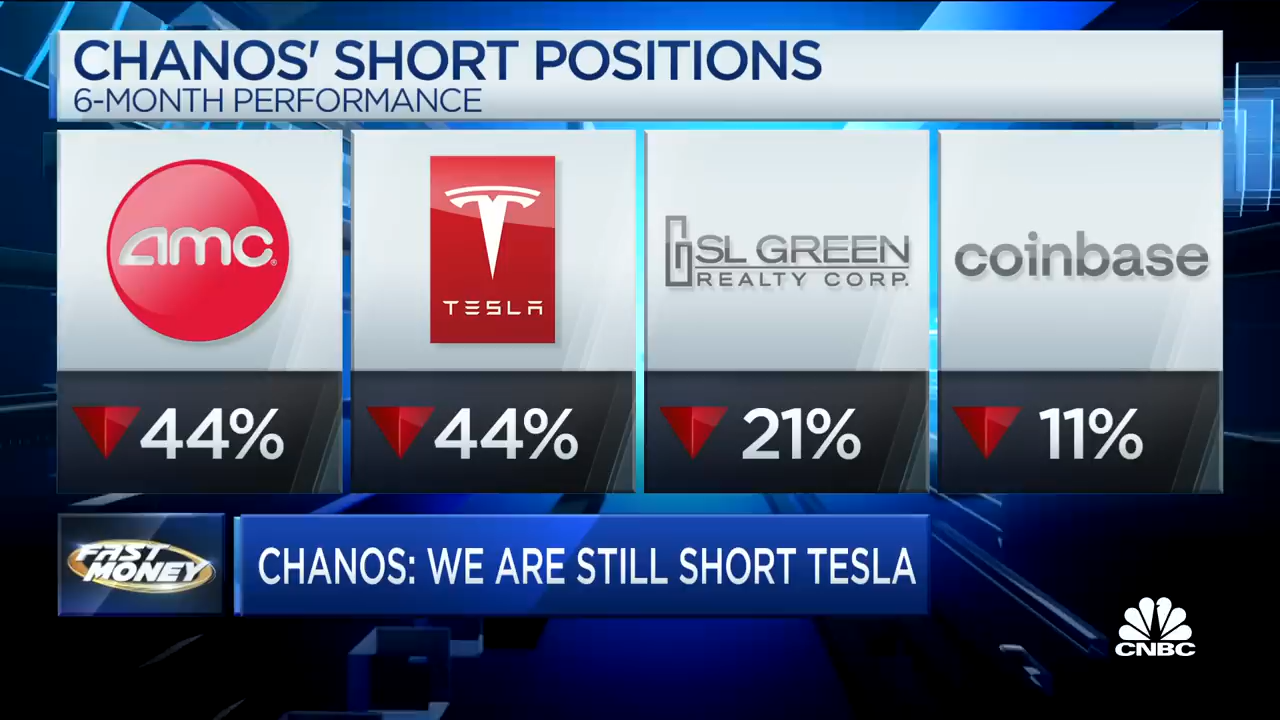 CHANOS' SHORT POSITIONS
6-MONTH PERFORMANCE
amc
TESLA
SL GREEN
REALTY CORP.
coinbase
44%
44%
21%
11%
FAST
MONEY
CHANOS: WE ARE STILL SHORT TESLA
CNBC